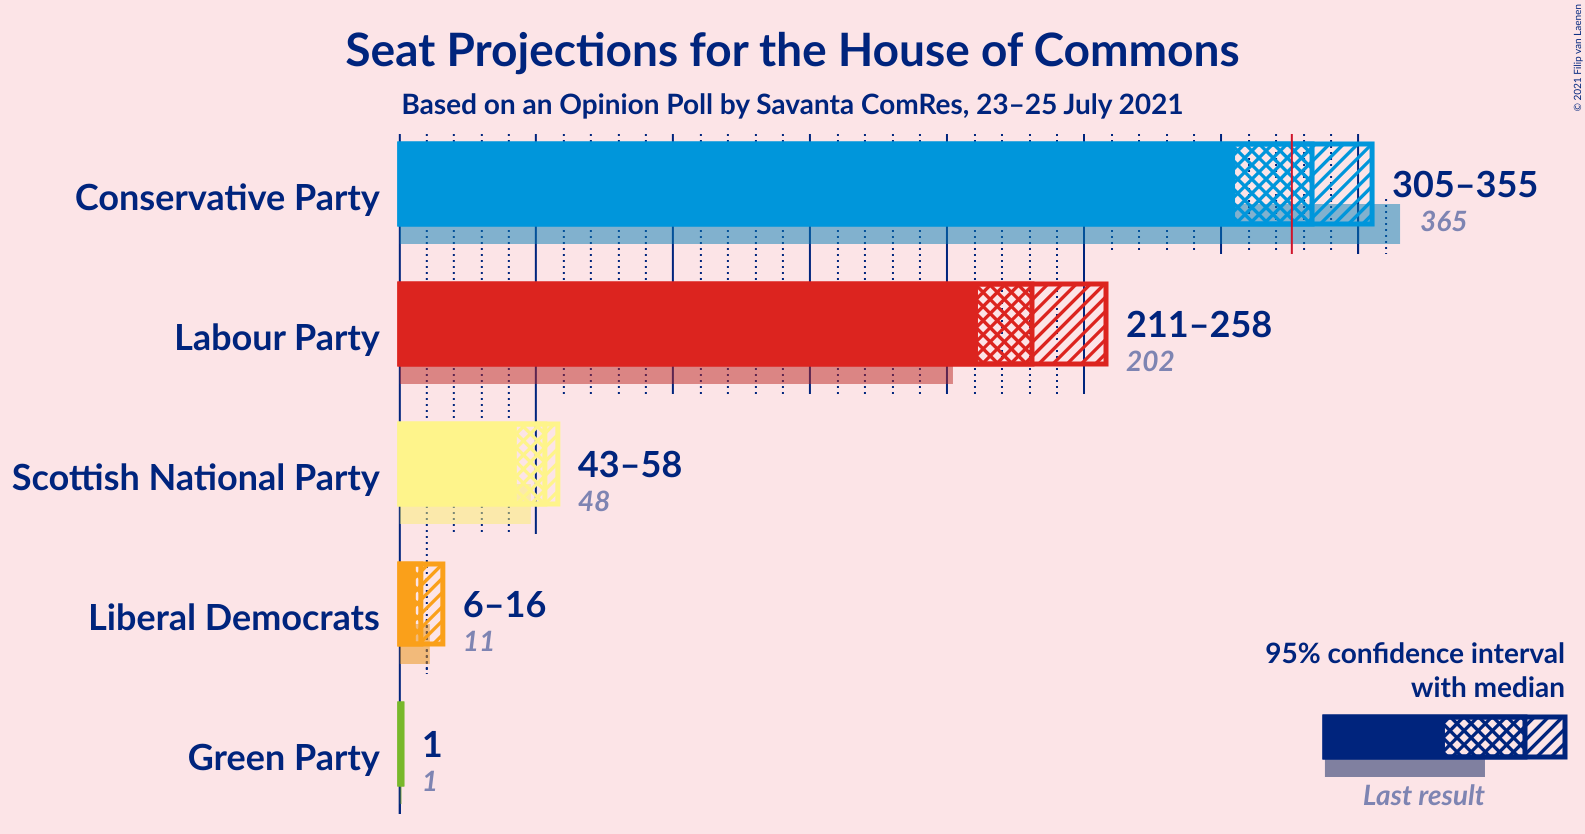 Seat Projections for the House of Commons
Based on an Opinion Poll by Savanta ComRes, 23–25 July 2021
© 2021 Filip van Laenen
Conservative Party
305–355
365
Labour Party
211–258
202
Scottish National Party
43–58
48
Liberal Democrats
6–16
11
Green Party
1
1
95% confidence interval
with median
Last result